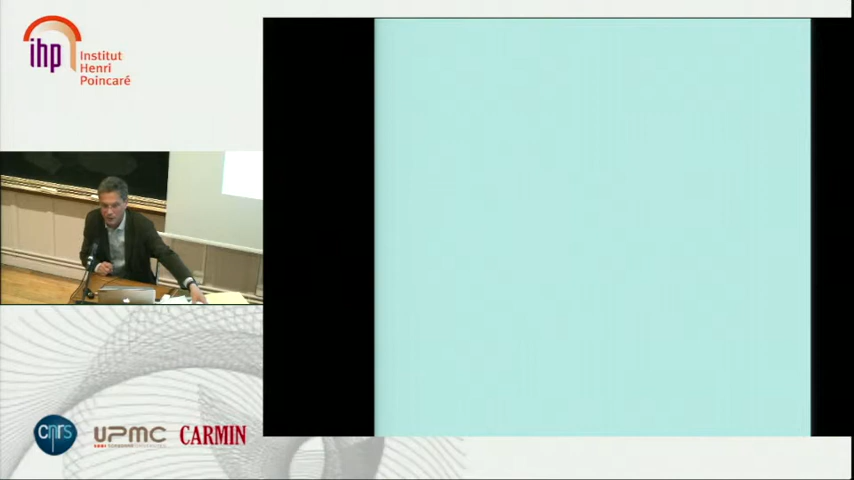 ihp
Institut
Henri
Poincaré
cnrs
UPMC
CARMIN